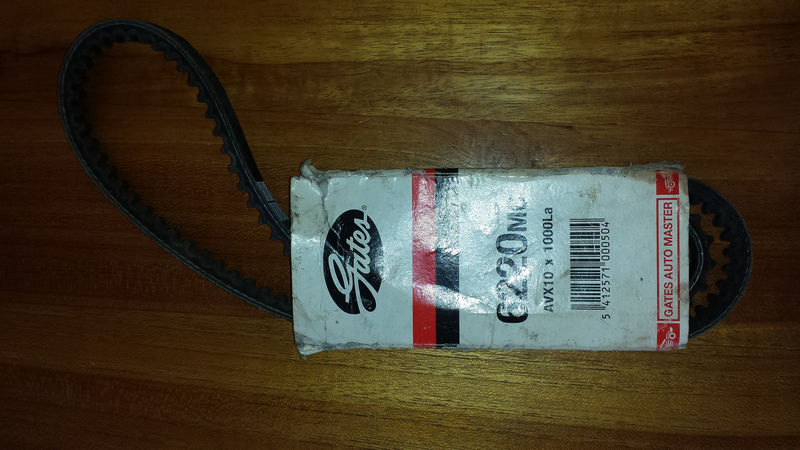 Gates®
6220MC
AVX10 x 1000La
5 412571 000504
GATES AUTO MASTER